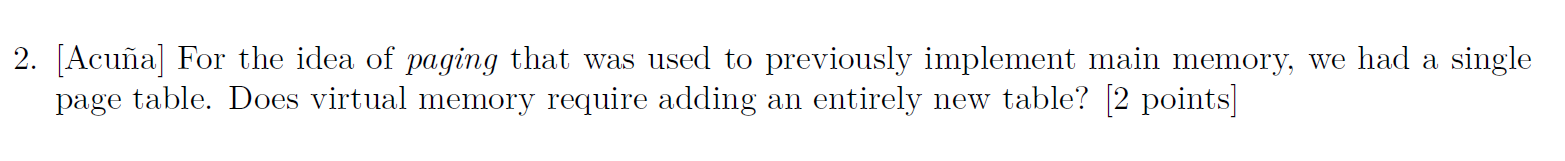 2. [Acuña] For the idea of paging that was used to previously implement main memory, we had a single
page table. Does virtual memory require adding an entirely new table? [2 points]